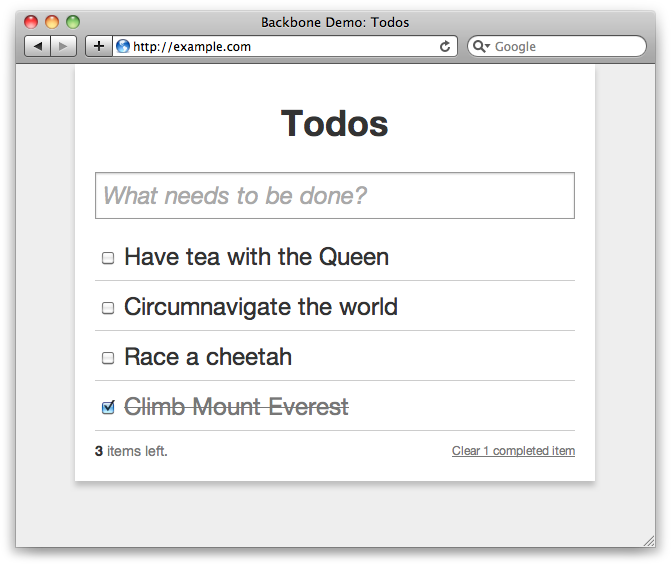 Backbone Demo: Todos
http://example.com
Google
Todos
What needs to be done?
Have tea with the Queen
Circumnavigate the world
Race a cheetah
Climb Mount Everest
3 items left.
Clear 1 completed item